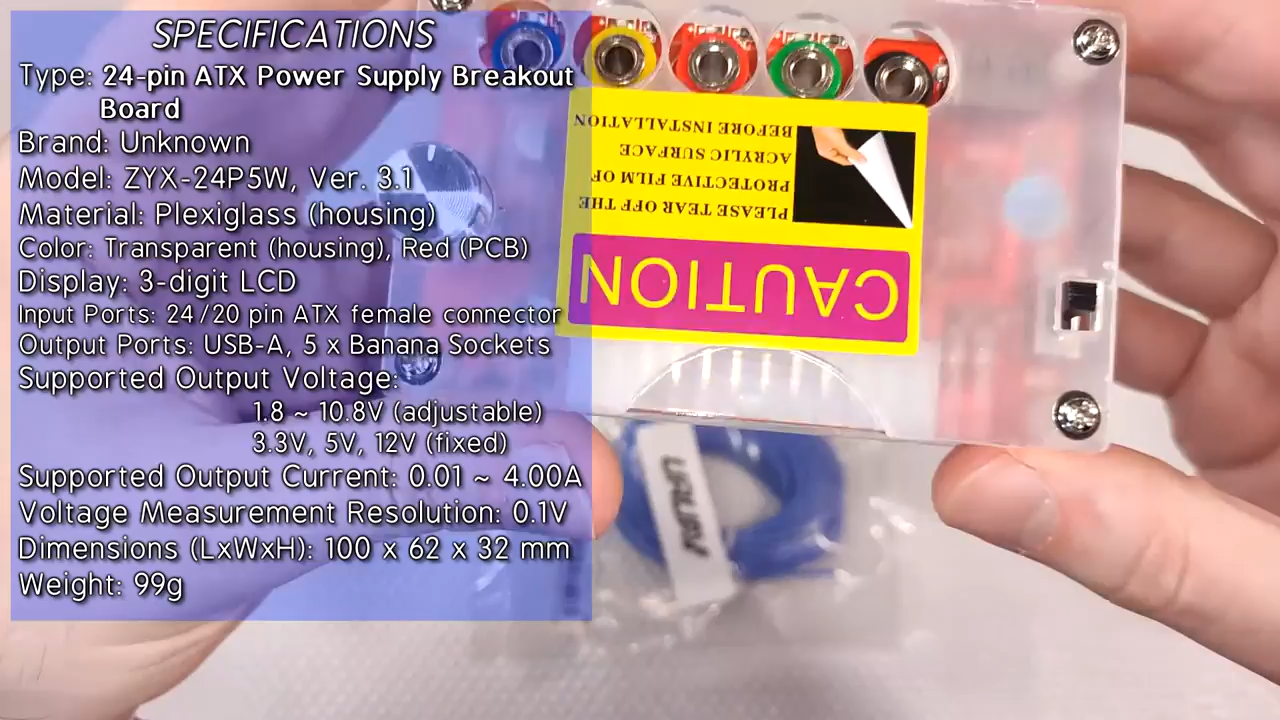 SPECIFICATIONS
Type: 24-pin ATX Power Supply Breakout
Board
Brand: Unknown
Model: ZYX-24P5W, Ver. 3.1
Material: Plexiglass (housing)
Color: Transparent (housing), Red (PCB)
Display: 3-digit LCD
Input Ports: 24/20 pin ATX female connector
Output Ports: USB-A, 5 x Banana Sockets
Supported Output Voltage:
1.8 ~ 10.8V (adjustable)
3.3V, 5V, 12V (fixed)
Supported Output Current: 0.01 ~ 4.00A
Voltage Measurement Resolution: 0.1V
Dimensions (LxWxH): 100 x 62 x 32 mm
Weight: 99g
CAUTION
PLEASE TEAR OFF THE
PROTECTIVE FILM OF
ACRYLIC SURFACE
BEFORE INSTALLATION